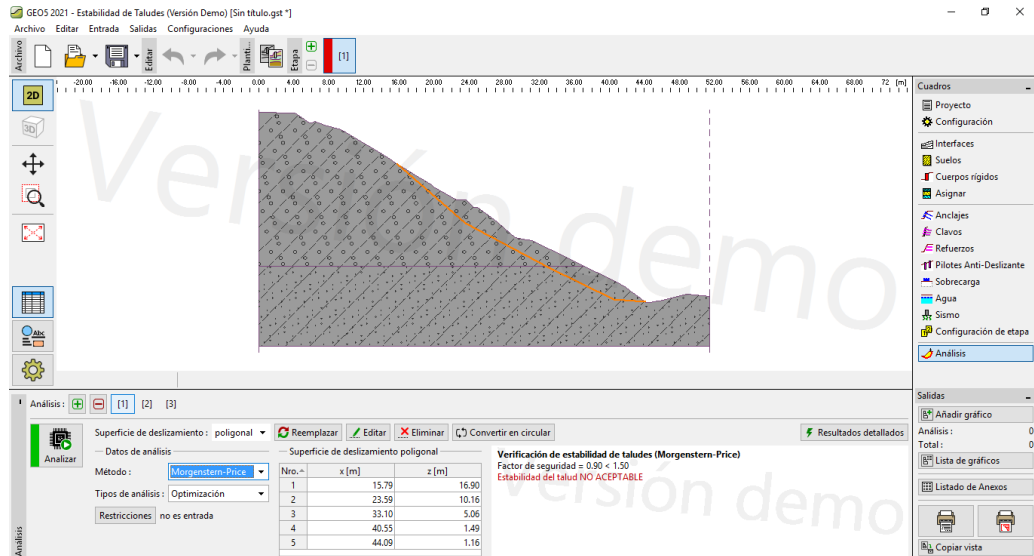 GEO5 2021 - Estabilidad de Taludes (Versión Demo) [Sin título.gst *]
Archivo Editar Entrada Salidas Configuraciones Ayuda
Archivo
Editar
Planti...
Etapa
[1]
-20.00 -16.00 -12.00 -8.00 -4.00 0.00 4.00 8.00 12.00 16.00 20.00 24.00 28.00 32.00 36.00 40.00 44.00 48.00 52.00 56.00 60.00 64.00 68.00 72 [m]
2D
3D
Versión demo
Cuadros
Proyecto
Configuración
Interfaces
Suelos
Cuerpos rígidos
Asignar
Anclajes
Clavos
Refuerzos
Pilotes Anti-Deslizante
Sobrecarga
Agua
Sismo
Configuración de etapa
Análisis
Abc
Análisis : [1] [2] [3]
Analizar
Superficie de deslizamiento : poligonal
Reemplazar Editar Eliminar Convertir en circular
Resultados detallados
Datos de análisis
Método : Morgenstern-Price
Tipos de análisis : Optimización
Restricciones no es entrada
Superficie de deslizamiento poligonal
Nro. x [m] z [m]
1 15.79 16.90
2 23.59 10.16
3 33.10 5.06
4 40.55 1.49
5 44.09 1.16
Verificación de estabilidad de taludes (Morgenstern-Price)
Factor de seguridad = 0.90 < 1.50
Estabilidad del talud NO ACEPTABLE
Versión demo
Análisis
Salidas
Añadir gráfico
Análisis : 0
Total : 0
Lista de gráficos
Listado de Anexos
Copiar vista